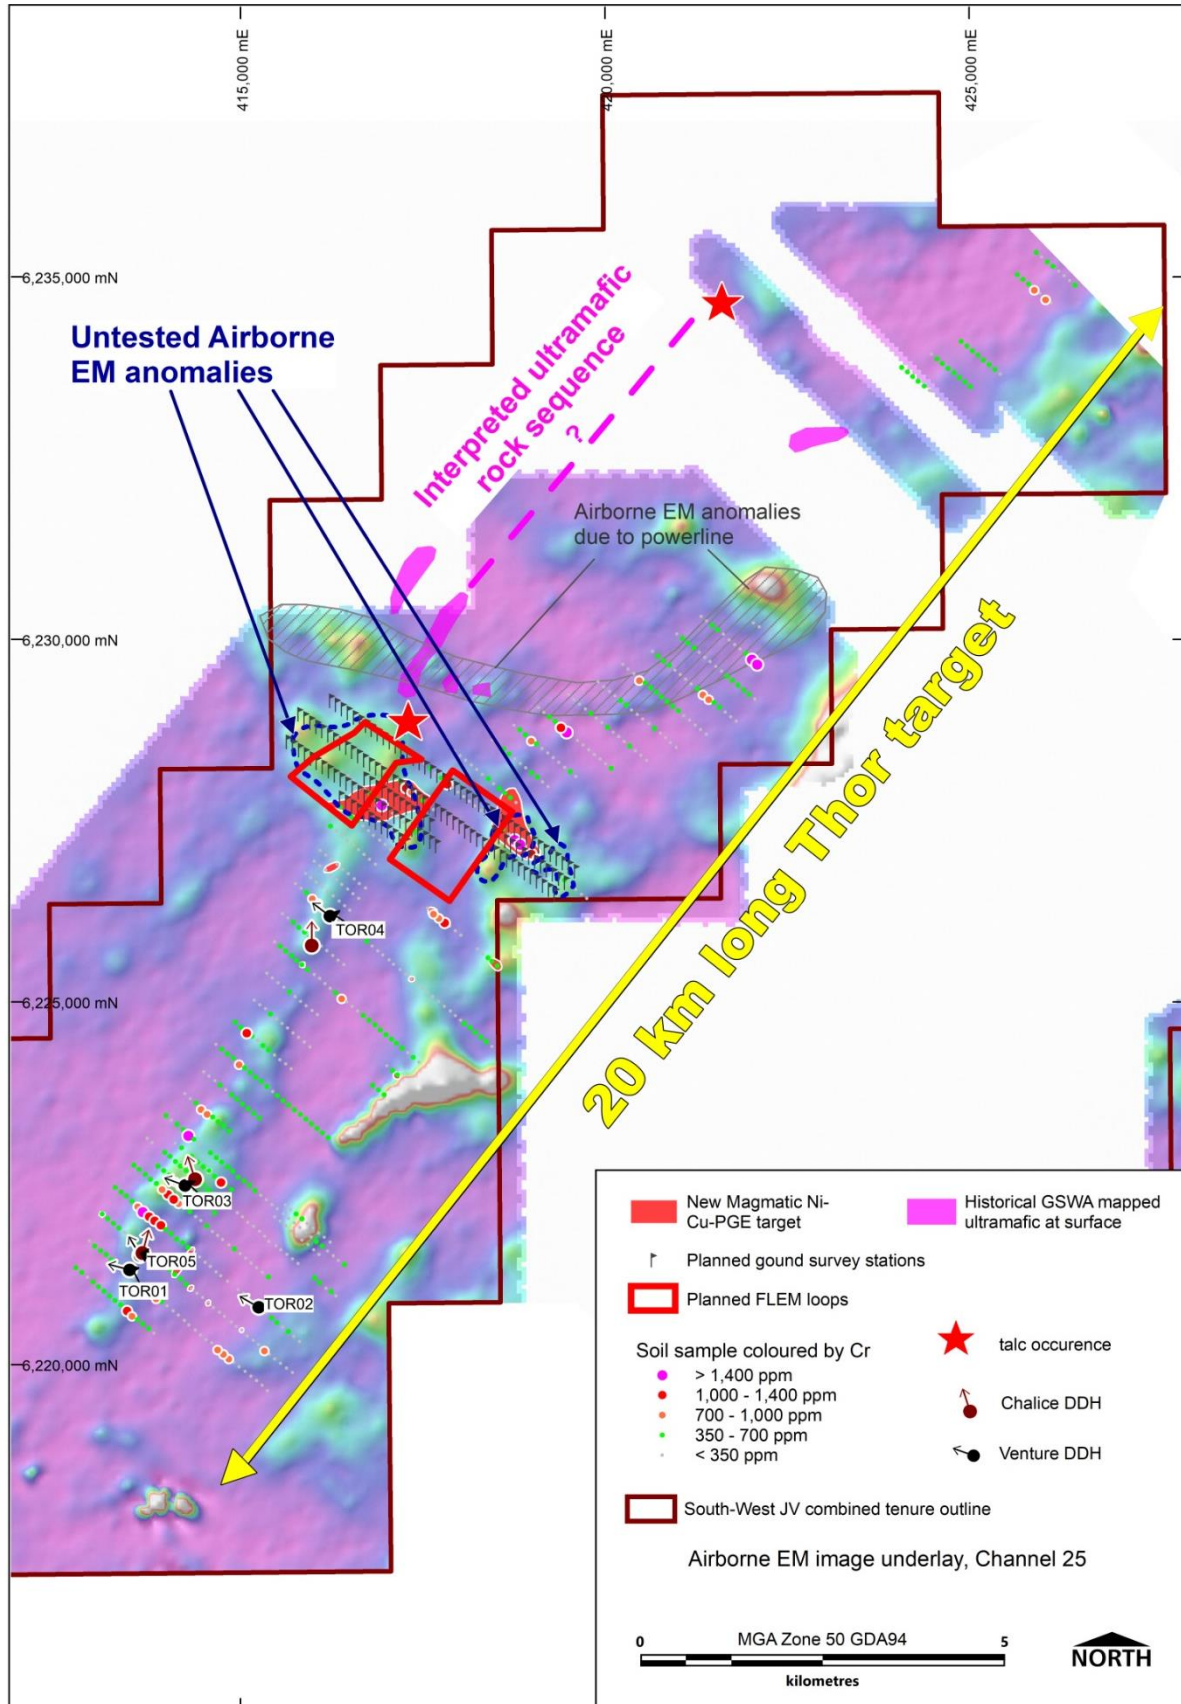 415,000 mE
420,000 mE
425,000 mE
6,235,000 mN
Untested Airborne
EM anomalies
Interpreted ultramafic
rock sequence
?
Airborne EM anomalies
due to powerline
6,230,000 mN
20 km long Thor target
TOR04
6,225,000 mN
TOR03
TOR05
TOR01
TOR02
6,220,000 mN
New Magmatic Ni-
Cu-PGE target
Historical GSWA mapped
ultramafic at surface
Planned gound survey stations
Planned FLEM loops
Soil sample coloured by Cr
> 1,400 ppm
1,000 - 1,400 ppm
700 - 1,000 ppm
350 - 700 ppm
< 350 ppm
talc occurence
Chalice DDH
Venture DDH
South-West JV combined tenure outline
Airborne EM image underlay, Channel 25
0
MGA Zone 50 GDA94
5
kilometres
NORTH